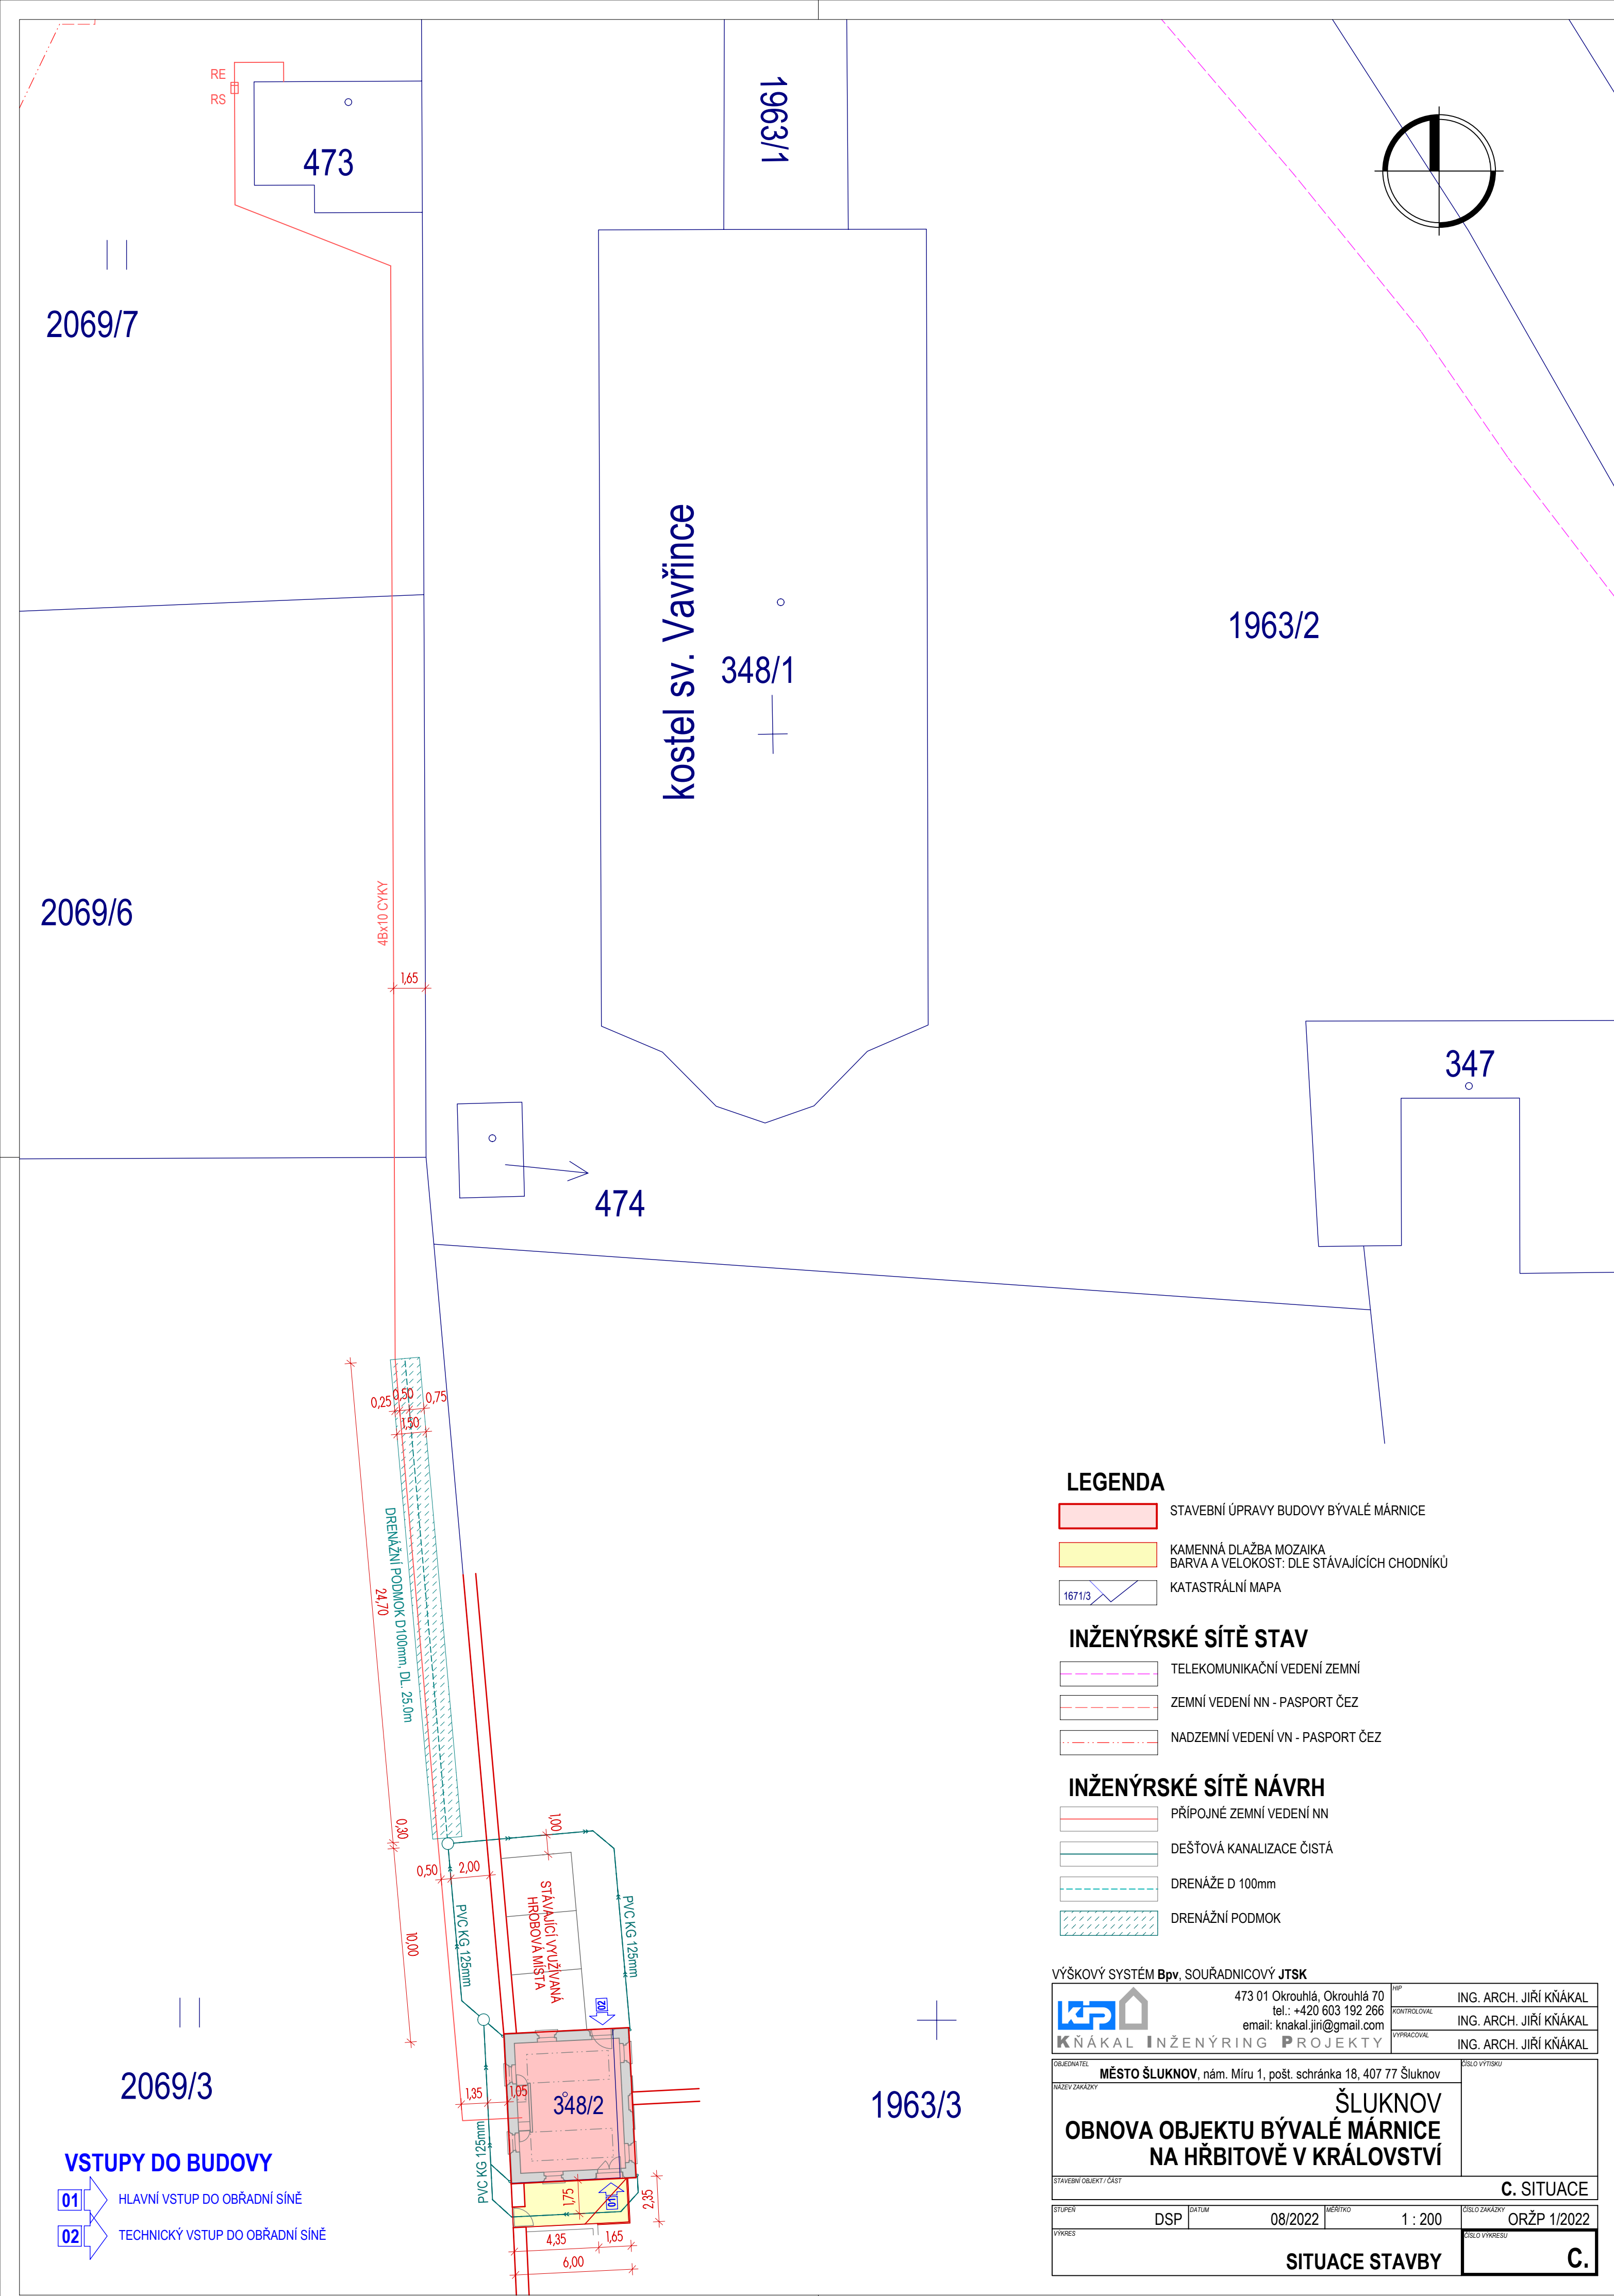 RE
RS
473
1963/1
2069/7
kostel sv. Vavřince
348/1
1963/2
2069/6
4Bx10 CYKY
1,65
347
474
0,25
0,50
0,75
1,50
DRENÁŽNÍ PODMOK D100mm, DL. 25.0m
24,70
0,30
1,00
0,50
2,00
10,00
PVC KG 125mm
STÁVAJÍCÍ VYUŽÍVANÁ
HROBOVÁ MÍSTA
PVC KG 125mm
02
348/2
1,35
1,05
PVC KG 125mm
1,75
01
2,35
4,35
1,65
6,00
2069/3
1963/3
VSTUPY DO BUDOVY
01 HLAVNÍ VSTUP DO OBŘADNÍ SÍNĚ
02 TECHNICKÝ VSTUP DO OBŘADNÍ SÍNĚ
LEGENDA
STAVEBNÍ ÚPRAVY BUDOVY BÝVALÉ MÁRNICE
KAMENNÁ DLAŽBA MOZAIKA
BARVA A VELOKOST: DLE STÁVAJÍCÍCH CHODNÍKŮ
1671/3 KATASTRÁLNÍ MAPA
INŽENÝRSKÉ SÍTĚ STAV
TELEKOMUNIKAČNÍ VEDENÍ ZEMNÍ
ZEMNÍ VEDENÍ NN - PASPORT ČEZ
NADZEMNÍ VEDENÍ VN - PASPORT ČEZ
INŽENÝRSKÉ SÍTĚ NÁVRH
PŘÍPOJNÉ ZEMNÍ VEDENÍ NN
DEŠŤOVÁ KANALIZACE ČISTÁ
DRENÁŽE D 100mm
DRENÁŽNÍ PODMOK
VÝŠKOVÝ SYSTÉM Bpv, SOUŘADNICOVÝ JTSK
kip
473 01 Okrouhlá, Okrouhlá 70
tel.: +420 603 192 266
email: knakal.jiri@gmail.com
KŇÁKAL INŽENÝRING PROJEKTY
HIP ING. ARCH. JIŘÍ KŇÁKAL
KONTROLOVAL ING. ARCH. JIŘÍ KŇÁKAL
VYPRACOVAL ING. ARCH. JIŘÍ KŇÁKAL
OBJEDNATEL
MĚSTO ŠLUKNOV, nám. Míru 1, pošt. schránka 18, 407 77 Šluknov
ČÍSLO VÝTISKU
NÁZEV ZAKÁZKY
ŠLUKNOV
OBNOVA OBJEKTU BÝVALÉ MÁRNICE
NA HŘBITOVĚ V KRÁLOVSTVÍ
STAVEBNÍ OBJEKT / ČÁST
C. SITUACE
STUPEŇ DSP
DATUM 08/2022
MĚŘÍTKO 1 : 200
ČÍSLO ZAKÁZKY ORŽP 1/2022
VÝKRES
SITUACE STAVBY
ČÍSLO VÝKRESU
C.